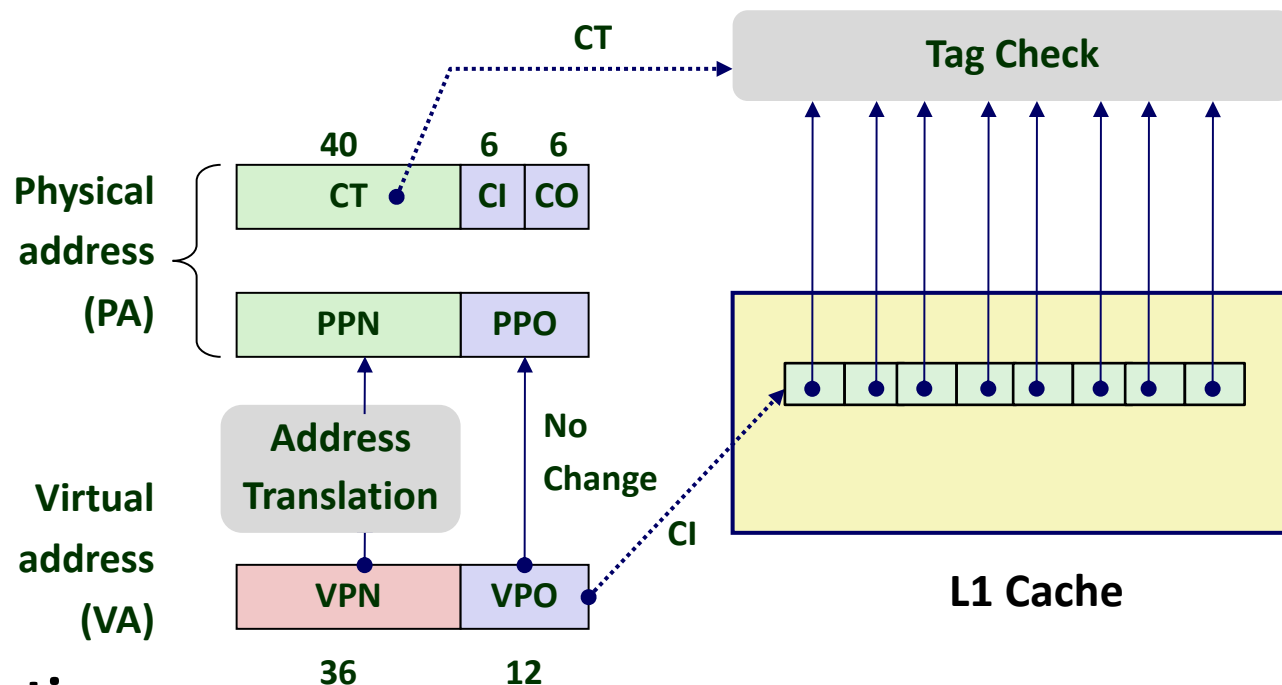 CT
Tag Check
40 6 6
Physical
address
(PA)
CT CI CO
PPN PPO
Address
Translation
No
Change
CI
Virtual
address
(VA)
VPN VPO
36 12
L1 Cache